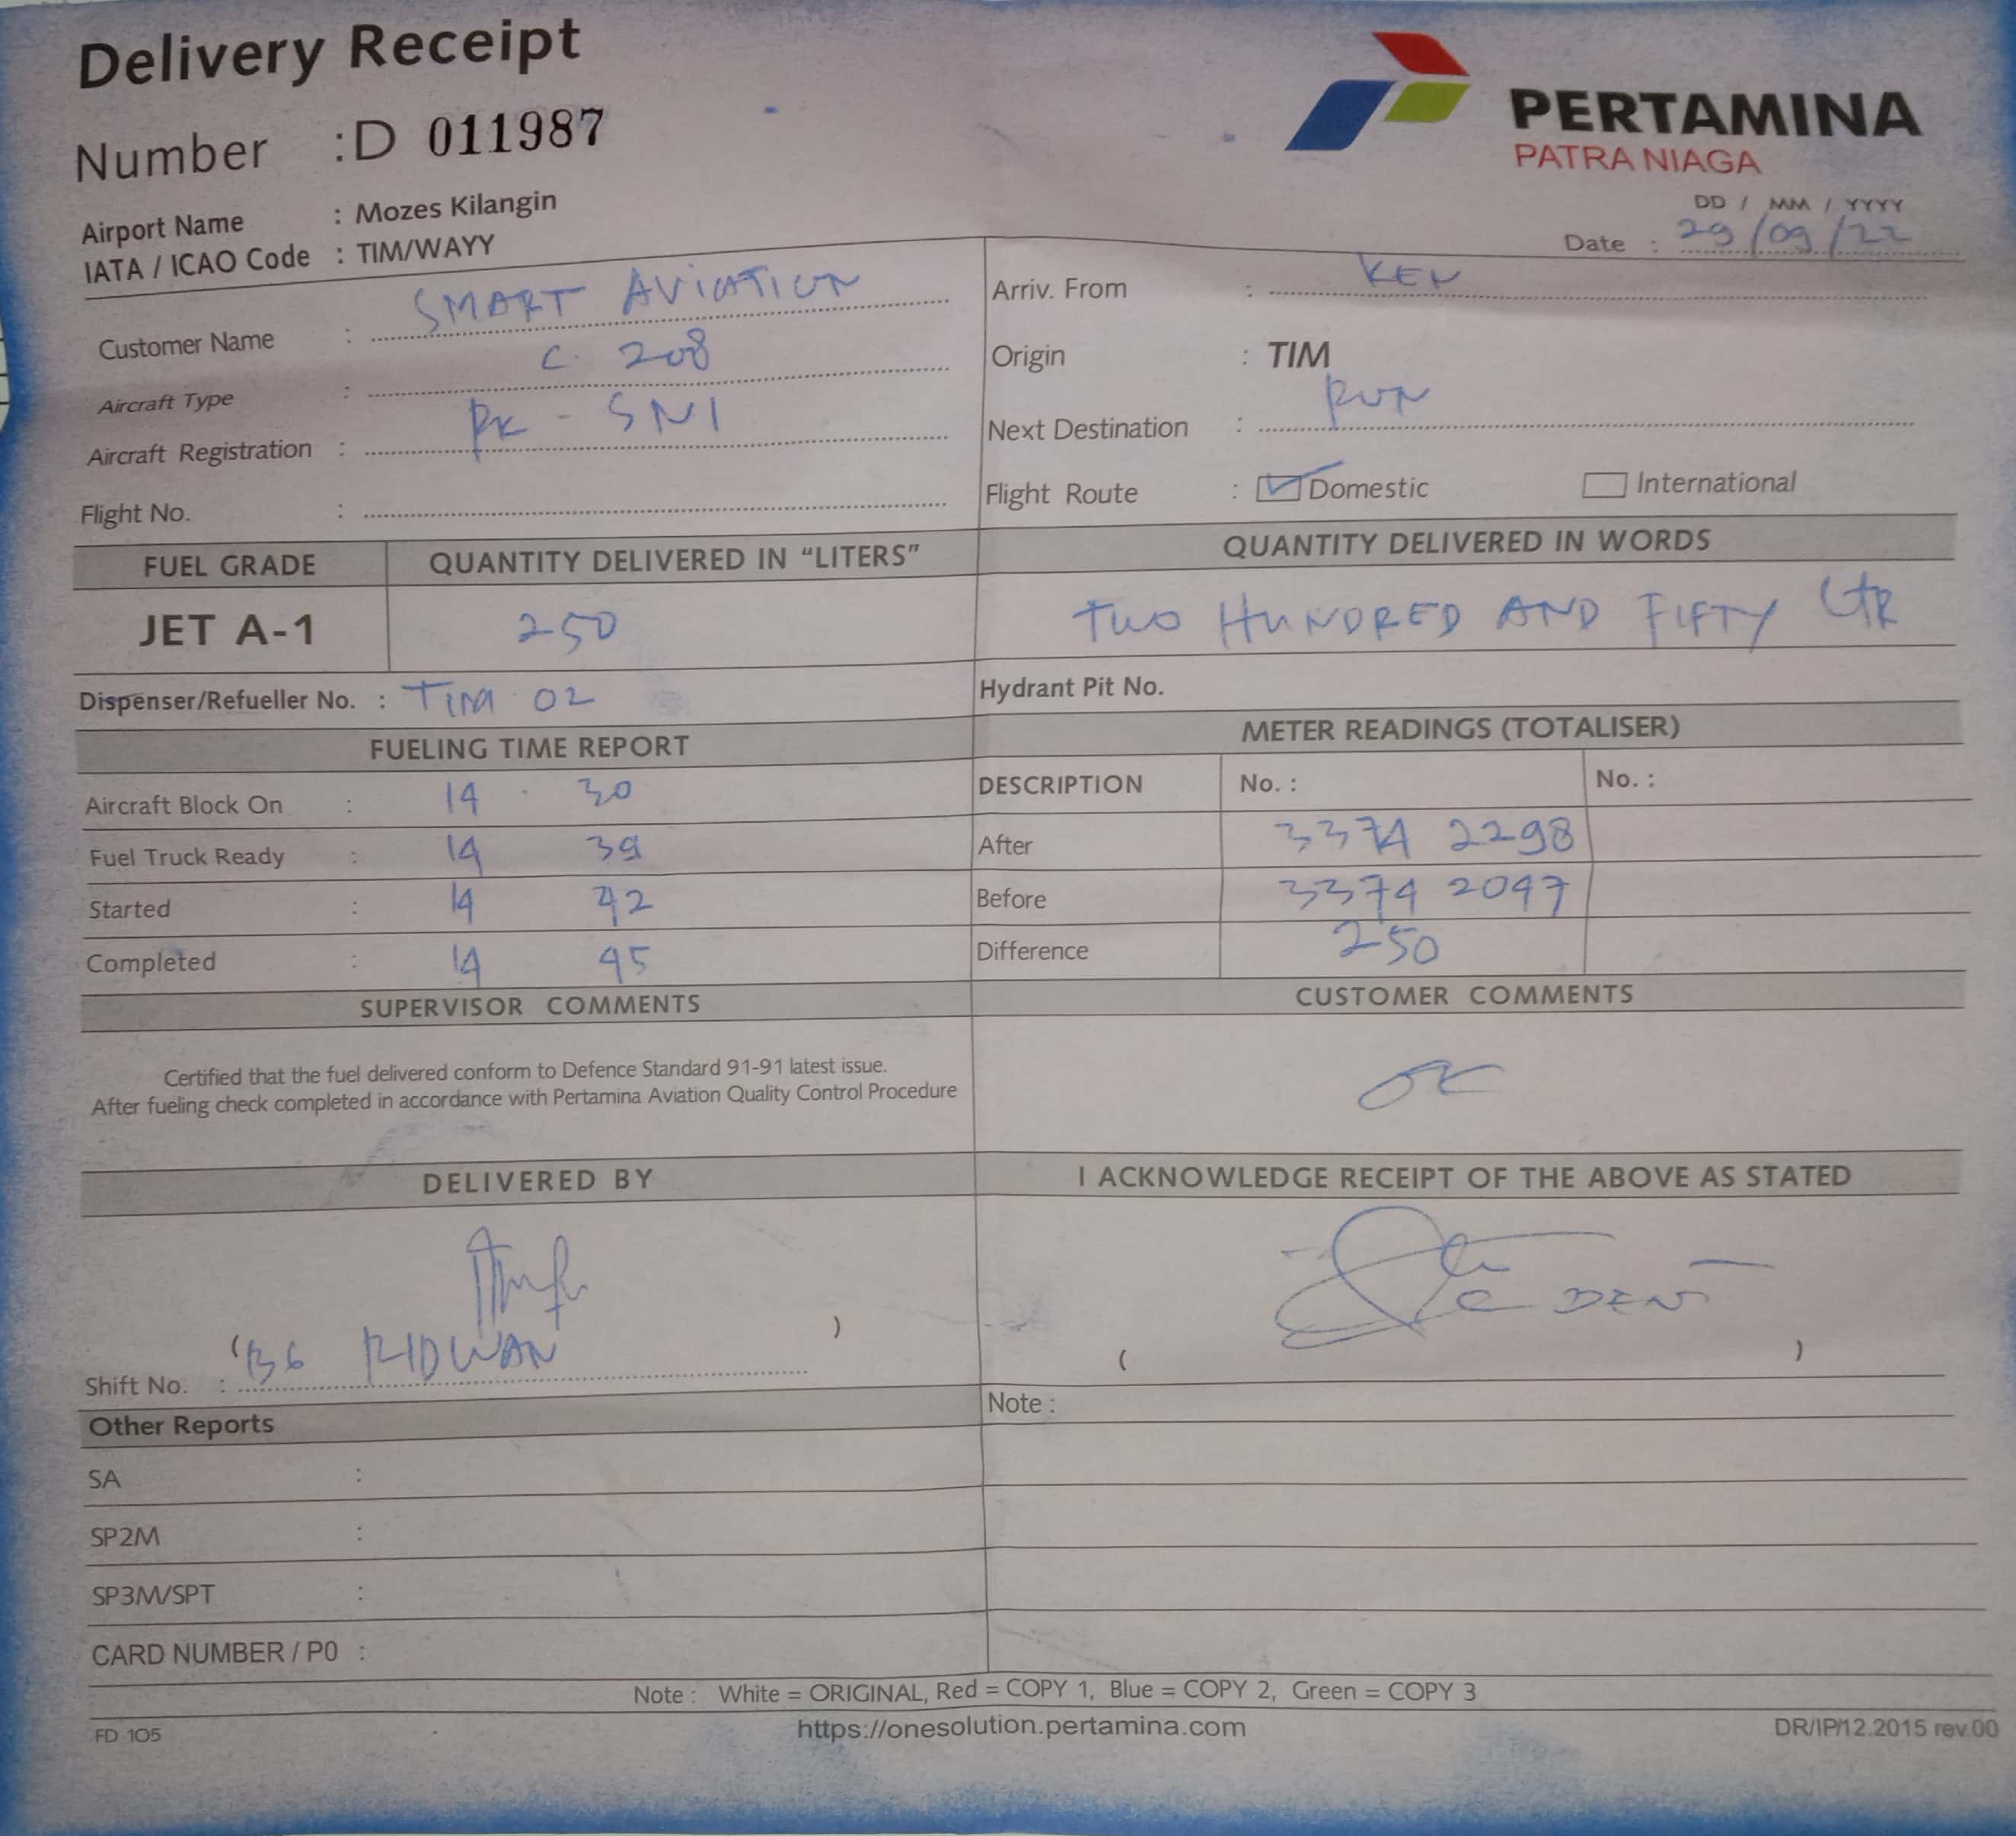 Delivery Receipt
Number : D 011987
PERTAMINA
PATRA NIAGA
Airport Name : Mozes Kilangin
IATA / ICAO Code : TIM/WAYY
DD / MM / YYYY
Date : 29/09/22
Customer Name : SMART AVIATION
Aircraft Type : C. 208
Aircraft Registration : PK - SNI
Flight No. :
Arriv. From : KEN
Origin : TIM
Next Destination :
Flight Route : Domestic International
FUEL GRADE QUANTITY DELIVERED IN "LITERS" QUANTITY DELIVERED IN WORDS
JET A-1 250 TWO HUNDRED AND FIFTY LTR
Dispenser/Refueller No. : TIM 02 Hydrant Pit No.
FUELING TIME REPORT METER READINGS (TOTALISER)
DESCRIPTION No. : No. :
Aircraft Block On : 14 . 30
Fuel Truck Ready : 14 39 After 3374 2298
Started : 14 42 Before 3374 2047
Completed : 14 45 Difference 250
SUPERVISOR COMMENTS CUSTOMER COMMENTS
Certified that the fuel delivered conform to Defence Standard 91-91 latest issue.
After fueling check completed in accordance with Pertamina Aviation Quality Control Procedure
OK
DELIVERED BY I ACKNOWLEDGE RECEIPT OF THE ABOVE AS STATED
DENT
( RIDWAN )
Shift No. :
( )
Other Reports Note :
SA :
SP2M :
SP3M/SPT :
CARD NUMBER / P0 :
Note : White = ORIGINAL, Red = COPY 1, Blue = COPY 2, Green = COPY 3
FD 105 https://onesolution.pertamina.com DR/IP/12.2015 rev.00